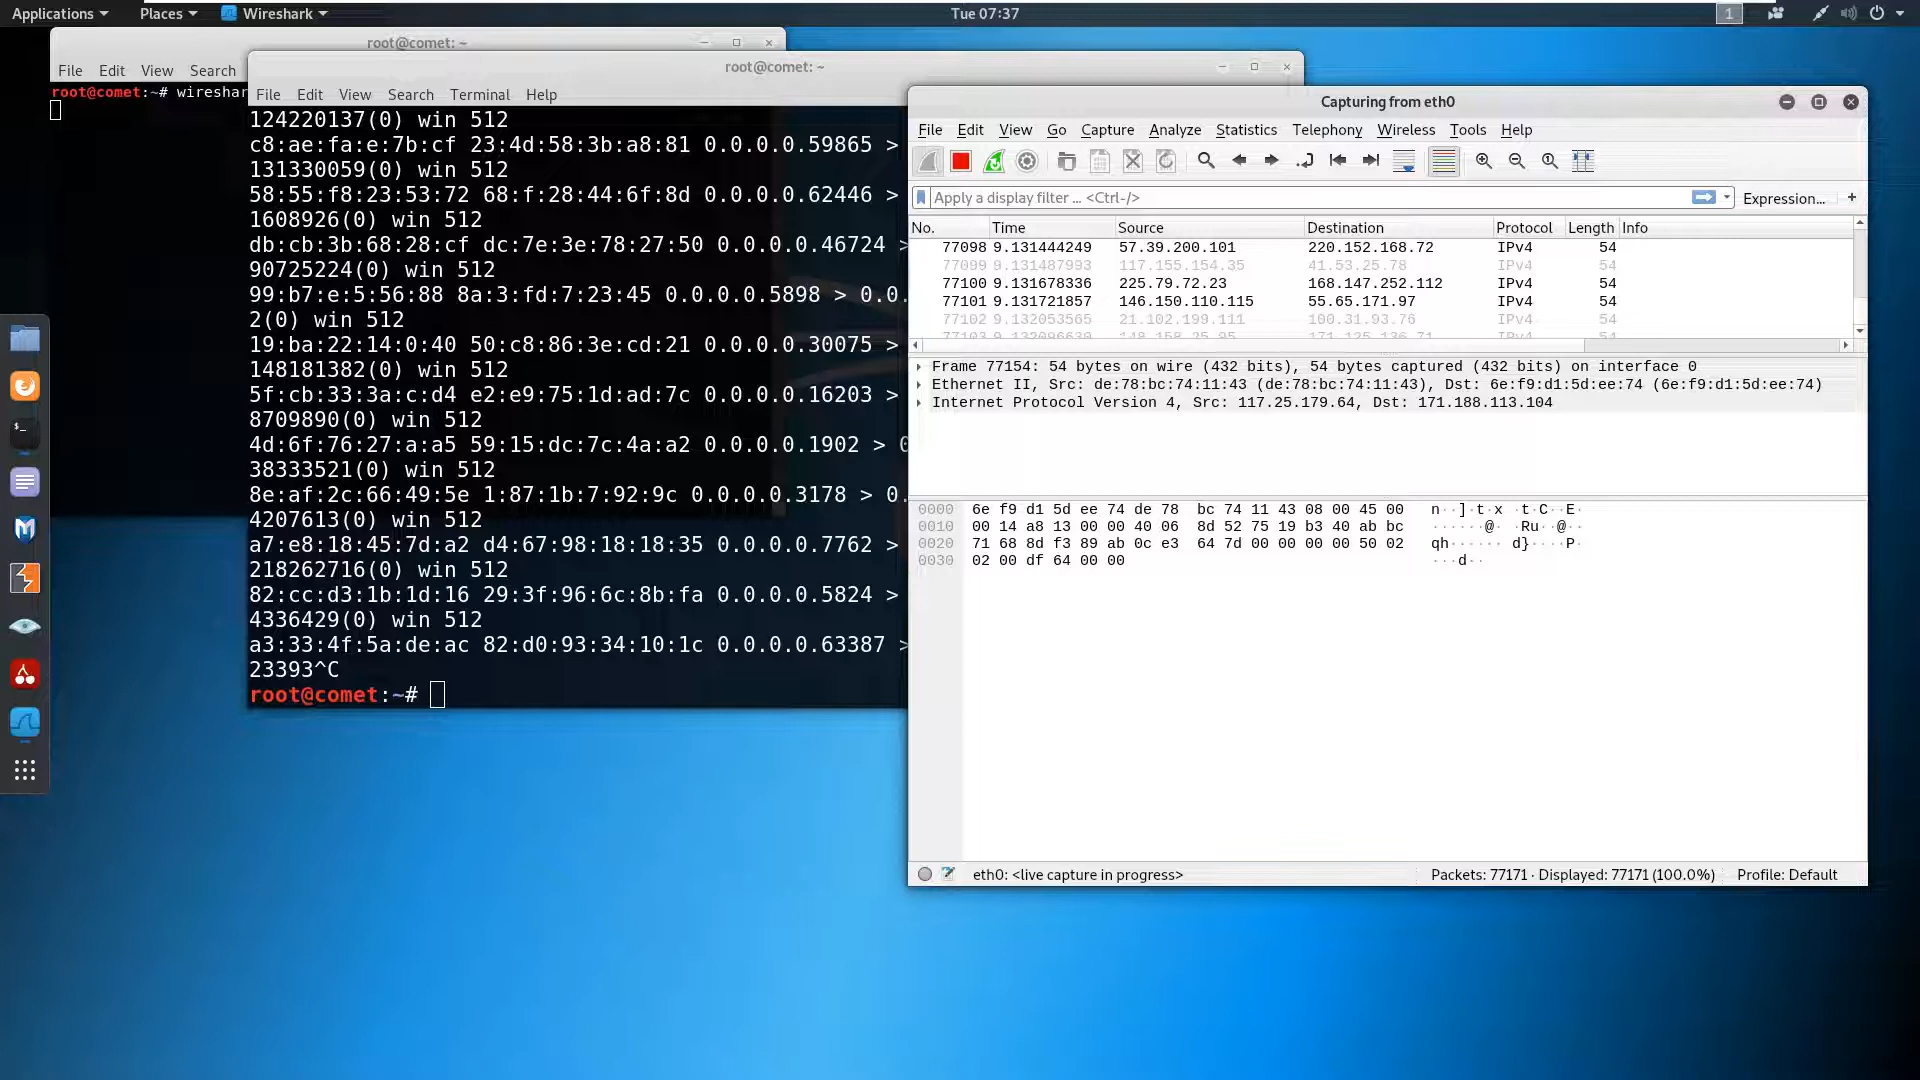 Applications Places Wireshark Tue 07:37 1
root@comet: ~
File Edit View Search
root@comet:~# wireshar
root@comet: ~
File Edit View Search Terminal Help
124220137(0) win 512
c8:ae:fa:e:7b:cf 23:4d:58:3b:a8:81 0.0.0.0.59865 >
131330059(0) win 512
58:55:f8:23:53:72 68:f:28:44:6f:8d 0.0.0.0.62446 >
1608926(0) win 512
db:cb:3b:68:28:cf dc:7e:3e:78:27:50 0.0.0.0.46724 >
90725224(0) win 512
99:b7:e:5:56:88 8a:3:fd:7:23:45 0.0.0.0.5898 > 0.0.
2(0) win 512
19:ba:22:14:0:40 50:c8:86:3e:cd:21 0.0.0.0.30075 >
148181382(0) win 512
5f:cb:33:3a:c:d4 e2:e9:75:1d:ad:7c 0.0.0.0.16203 >
8709890(0) win 512
4d:6f:76:27:a:a5 59:15:dc:7c:4a:a2 0.0.0.0.1902 > 0
38333521(0) win 512
8e:af:2c:66:49:5e 1:87:1b:7:92:9c 0.0.0.0.3178 > 0.
4207613(0) win 512
a7:e8:18:45:7d:a2 d4:67:98:18:18:35 0.0.0.0.7762 >
218262716(0) win 512
82:cc:d3:1b:1d:16 29:3f:96:6c:8b:fa 0.0.0.0.5824 >
4336429(0) win 512
a3:33:4f:5a:de:ac 82:d0:93:34:10:1c 0.0.0.0.63387 >
23393^C
root@comet:~#
Capturing from eth0
File Edit View Go Capture Analyze Statistics Telephony Wireless Tools Help
Apply a display filter ... <Ctrl-/> Expression... +
No. Time Source Destination Protocol Length Info
77098 9.131444249 57.39.200.101 220.152.168.72 IPv4 54
77099 9.131487993 117.155.154.35 41.53.25.78 IPv4 54
77100 9.131678336 225.79.72.23 168.147.252.112 IPv4 54
77101 9.131721857 146.150.110.115 55.65.171.97 IPv4 54
77102 9.132053565 21.102.199.111 100.31.93.76 IPv4 54
Frame 77154: 54 bytes on wire (432 bits), 54 bytes captured (432 bits) on interface 0
Ethernet II, Src: de:78:bc:74:11:43 (de:78:bc:74:11:43), Dst: 6e:f9:d1:5d:ee:74 (6e:f9:d1:5d:ee:74)
Internet Protocol Version 4, Src: 117.25.179.64, Dst: 171.188.113.104
0000 6e f9 d1 5d ee 74 de 78 bc 74 11 43 08 00 45 00 n··]·t·x ·t·C··E·
0010 00 14 a8 13 00 00 40 06 8d 52 75 19 b3 40 ab bc ······@· ·Ru··@··
0020 71 68 8d f3 89 ab 0c e3 64 7d 00 00 00 00 50 02 qh······ d}····P·
0030 02 00 df 64 00 00 ···d··
eth0: <live capture in progress> Packets: 77171 · Displayed: 77171 (100.0%) Profile: Default